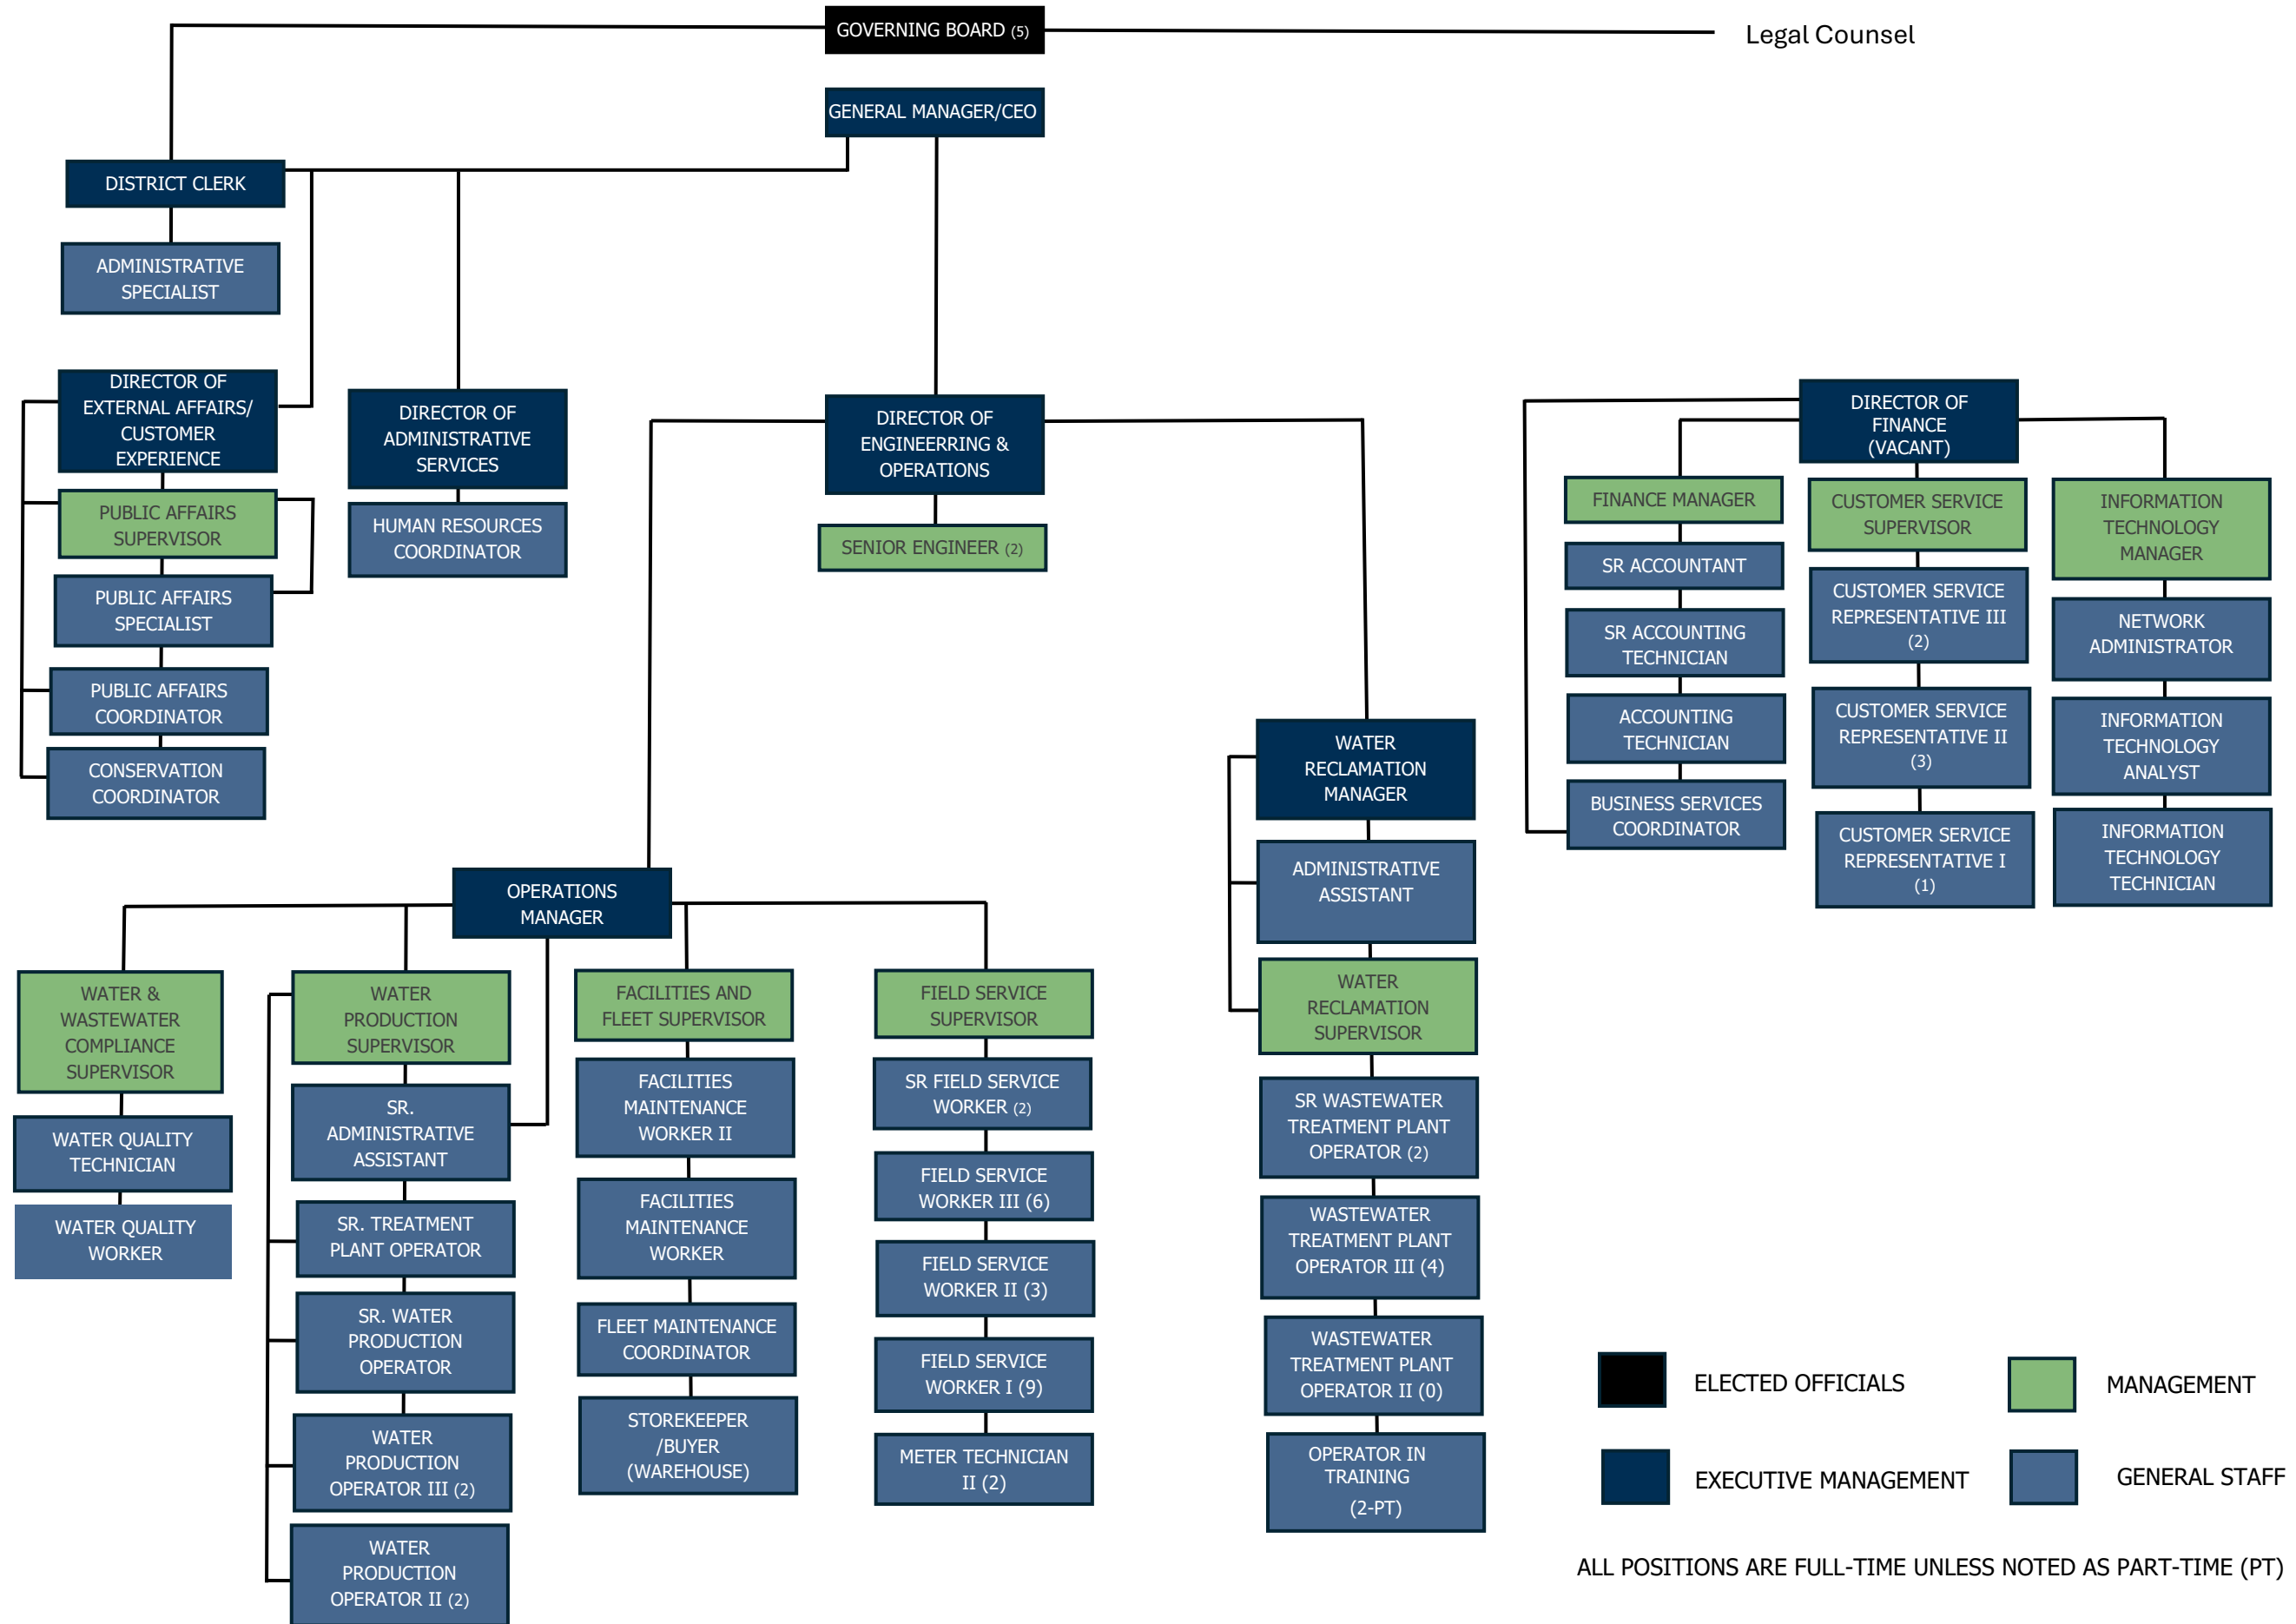 GOVERNING BOARD (5)
Legal Counsel
GENERAL MANAGER/CEO
DISTRICT CLERK
ADMINISTRATIVE
SPECIALIST
DIRECTOR OF
EXTERNAL AFFAIRS/
CUSTOMER
EXPERIENCE
PUBLIC AFFAIRS
SUPERVISOR
PUBLIC AFFAIRS
SPECIALIST
PUBLIC AFFAIRS
COORDINATOR
CONSERVATION
COORDINATOR
DIRECTOR OF
ADMINISTRATIVE
SERVICES
HUMAN RESOURCES
COORDINATOR
DIRECTOR OF
ENGINEERRING &
OPERATIONS
SENIOR ENGINEER (2)
DIRECTOR OF
FINANCE
(VACANT)
FINANCE MANAGER
SR ACCOUNTANT
SR ACCOUNTING
TECHNICIAN
ACCOUNTING
TECHNICIAN
BUSINESS SERVICES
COORDINATOR
CUSTOMER SERVICE
SUPERVISOR
CUSTOMER SERVICE
REPRESENTATIVE III
(2)
CUSTOMER SERVICE
REPRESENTATIVE II
(3)
CUSTOMER SERVICE
REPRESENTATIVE I
(1)
INFORMATION
TECHNOLOGY
MANAGER
NETWORK
ADMINISTRATOR
INFORMATION
TECHNOLOGY
ANALYST
INFORMATION
TECHNOLOGY
TECHNICIAN
OPERATIONS
MANAGER
WATER &
WASTEWATER
COMPLIANCE
SUPERVISOR
WATER QUALITY
TECHNICIAN
WATER QUALITY
WORKER
WATER
PRODUCTION
SUPERVISOR
SR.
ADMINISTRATIVE
ASSISTANT
SR. TREATMENT
PLANT OPERATOR
SR. WATER
PRODUCTION
OPERATOR
WATER
PRODUCTION
OPERATOR III (2)
WATER
PRODUCTION
OPERATOR II (2)
FACILITIES AND
FLEET SUPERVISOR
FACILITIES
MAINTENANCE
WORKER II
FACILITIES
MAINTENANCE
WORKER
FLEET MAINTENANCE
COORDINATOR
STOREKEEPER
/BUYER
(WAREHOUSE)
FIELD SERVICE
SUPERVISOR
SR FIELD SERVICE
WORKER (2)
FIELD SERVICE
WORKER III (6)
FIELD SERVICE
WORKER II (3)
FIELD SERVICE
WORKER I (9)
METER TECHNICIAN
II (2)
WATER
RECLAMATION
MANAGER
ADMINISTRATIVE
ASSISTANT
WATER
RECLAMATION
SUPERVISOR
SR WASTEWATER
TREATMENT PLANT
OPERATOR (2)
WASTEWATER
TREATMENT PLANT
OPERATOR III (4)
WASTEWATER
TREATMENT PLANT
OPERATOR II (0)
OPERATOR IN
TRAINING
(2-PT)
ELECTED OFFICIALS
MANAGEMENT
EXECUTIVE MANAGEMENT
GENERAL STAFF
ALL POSITIONS ARE FULL-TIME UNLESS NOTED AS PART-TIME (PT)